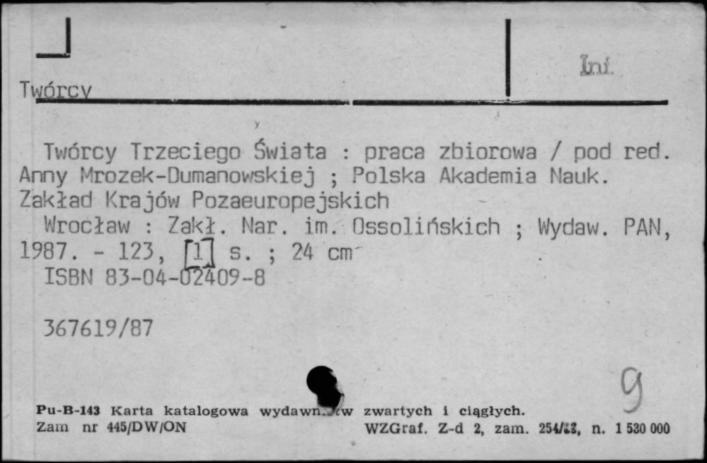 Inf.
Twórcy
Twórcy Trzeciego Świata : praca zbiorowa / pod red.
Anny Mrozek-Dumanowskiej ; Polska Akademia Nauk.
Zakład Krajów Pozaeuropejskich
Wrocław : Zakł. Nar. im. Ossolińskich ; Wydaw. PAN,
1987. - 123, [1] s. ; 24 cm
ISBN 83-04-02409-8
367619/87
9
Pu-B-143 Karta katalogowa wydawn. zwartych i ciągłych.
Zam nr 445/DW/ON WZGraf. Z-d 2, zam. n. 1 530 000